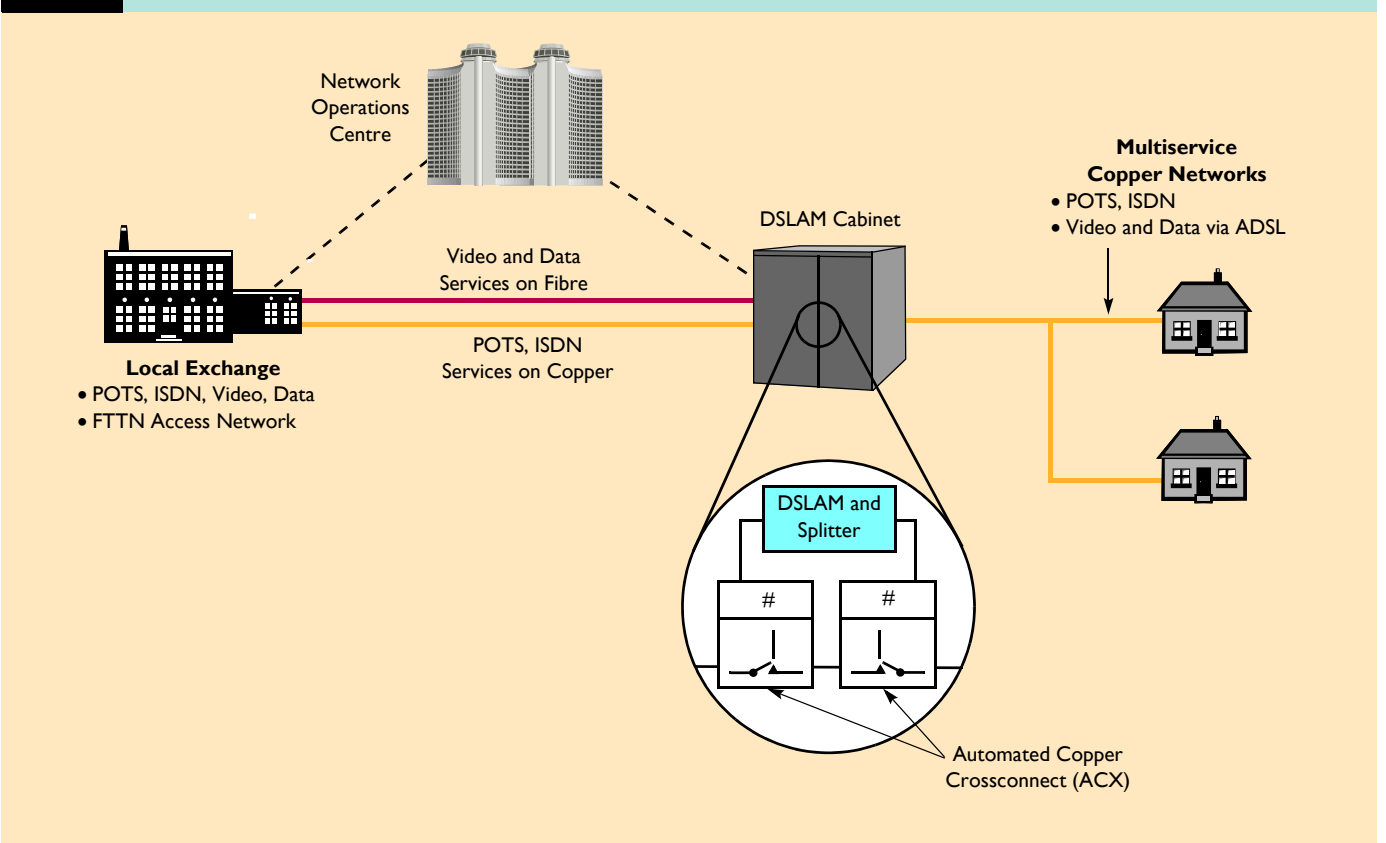 Network
Operations
Centre
Multiservice
Copper Networks
• POTS, ISDN
• Video and Data via ADSL
DSLAM Cabinet
Video and Data
Services on Fibre
POTS, ISDN
Services on Copper
Local Exchange
• POTS, ISDN, Video, Data
• FTTN Access Network
DSLAM and
Splitter
#
#
Automated Copper
Crossconnect (ACX)